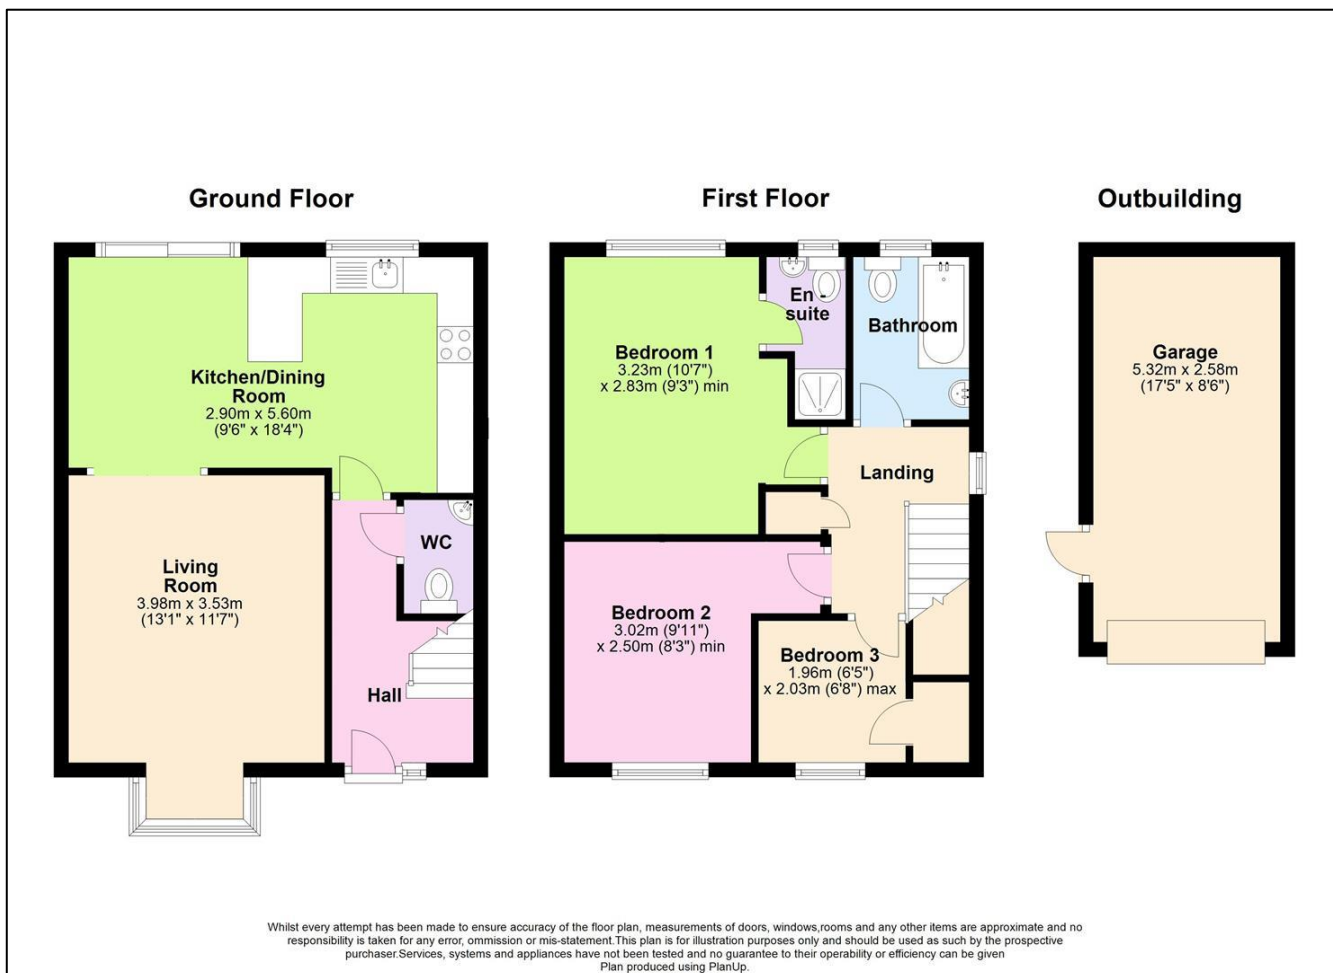 Ground Floor
First Floor
Outbuilding
Kitchen/Dining
Room
2.90m x 5.60m
(9'6" x 18'4")
Living
Room
3.98m x 3.53m
(13'1" x 11'7")
WC
Hall
Bedroom 1
3.23m (10'7")
x 2.83m (9'3") min
En -
suite
Bathroom
Landing
Bedroom 2
3.02m (9'11")
x 2.50m (8'3") min
Bedroom 3
1.96m (6'5")
x 2.03m (6'8") max
Garage
5.32m x 2.58m
(17'5" x 8'6")
Whilst every attempt has been made to ensure accuracy of the floor plan, measurements of doors, windows,rooms and any other items are approximate and no
responsibility is taken for any error, ommission or mis-statement.This plan is for illustration purposes only and should be used as such by the prospective
purchaser.Services, systems and appliances have not been tested and no guarantee to their operability or efficiency can be given
Plan produced using PlanUp.